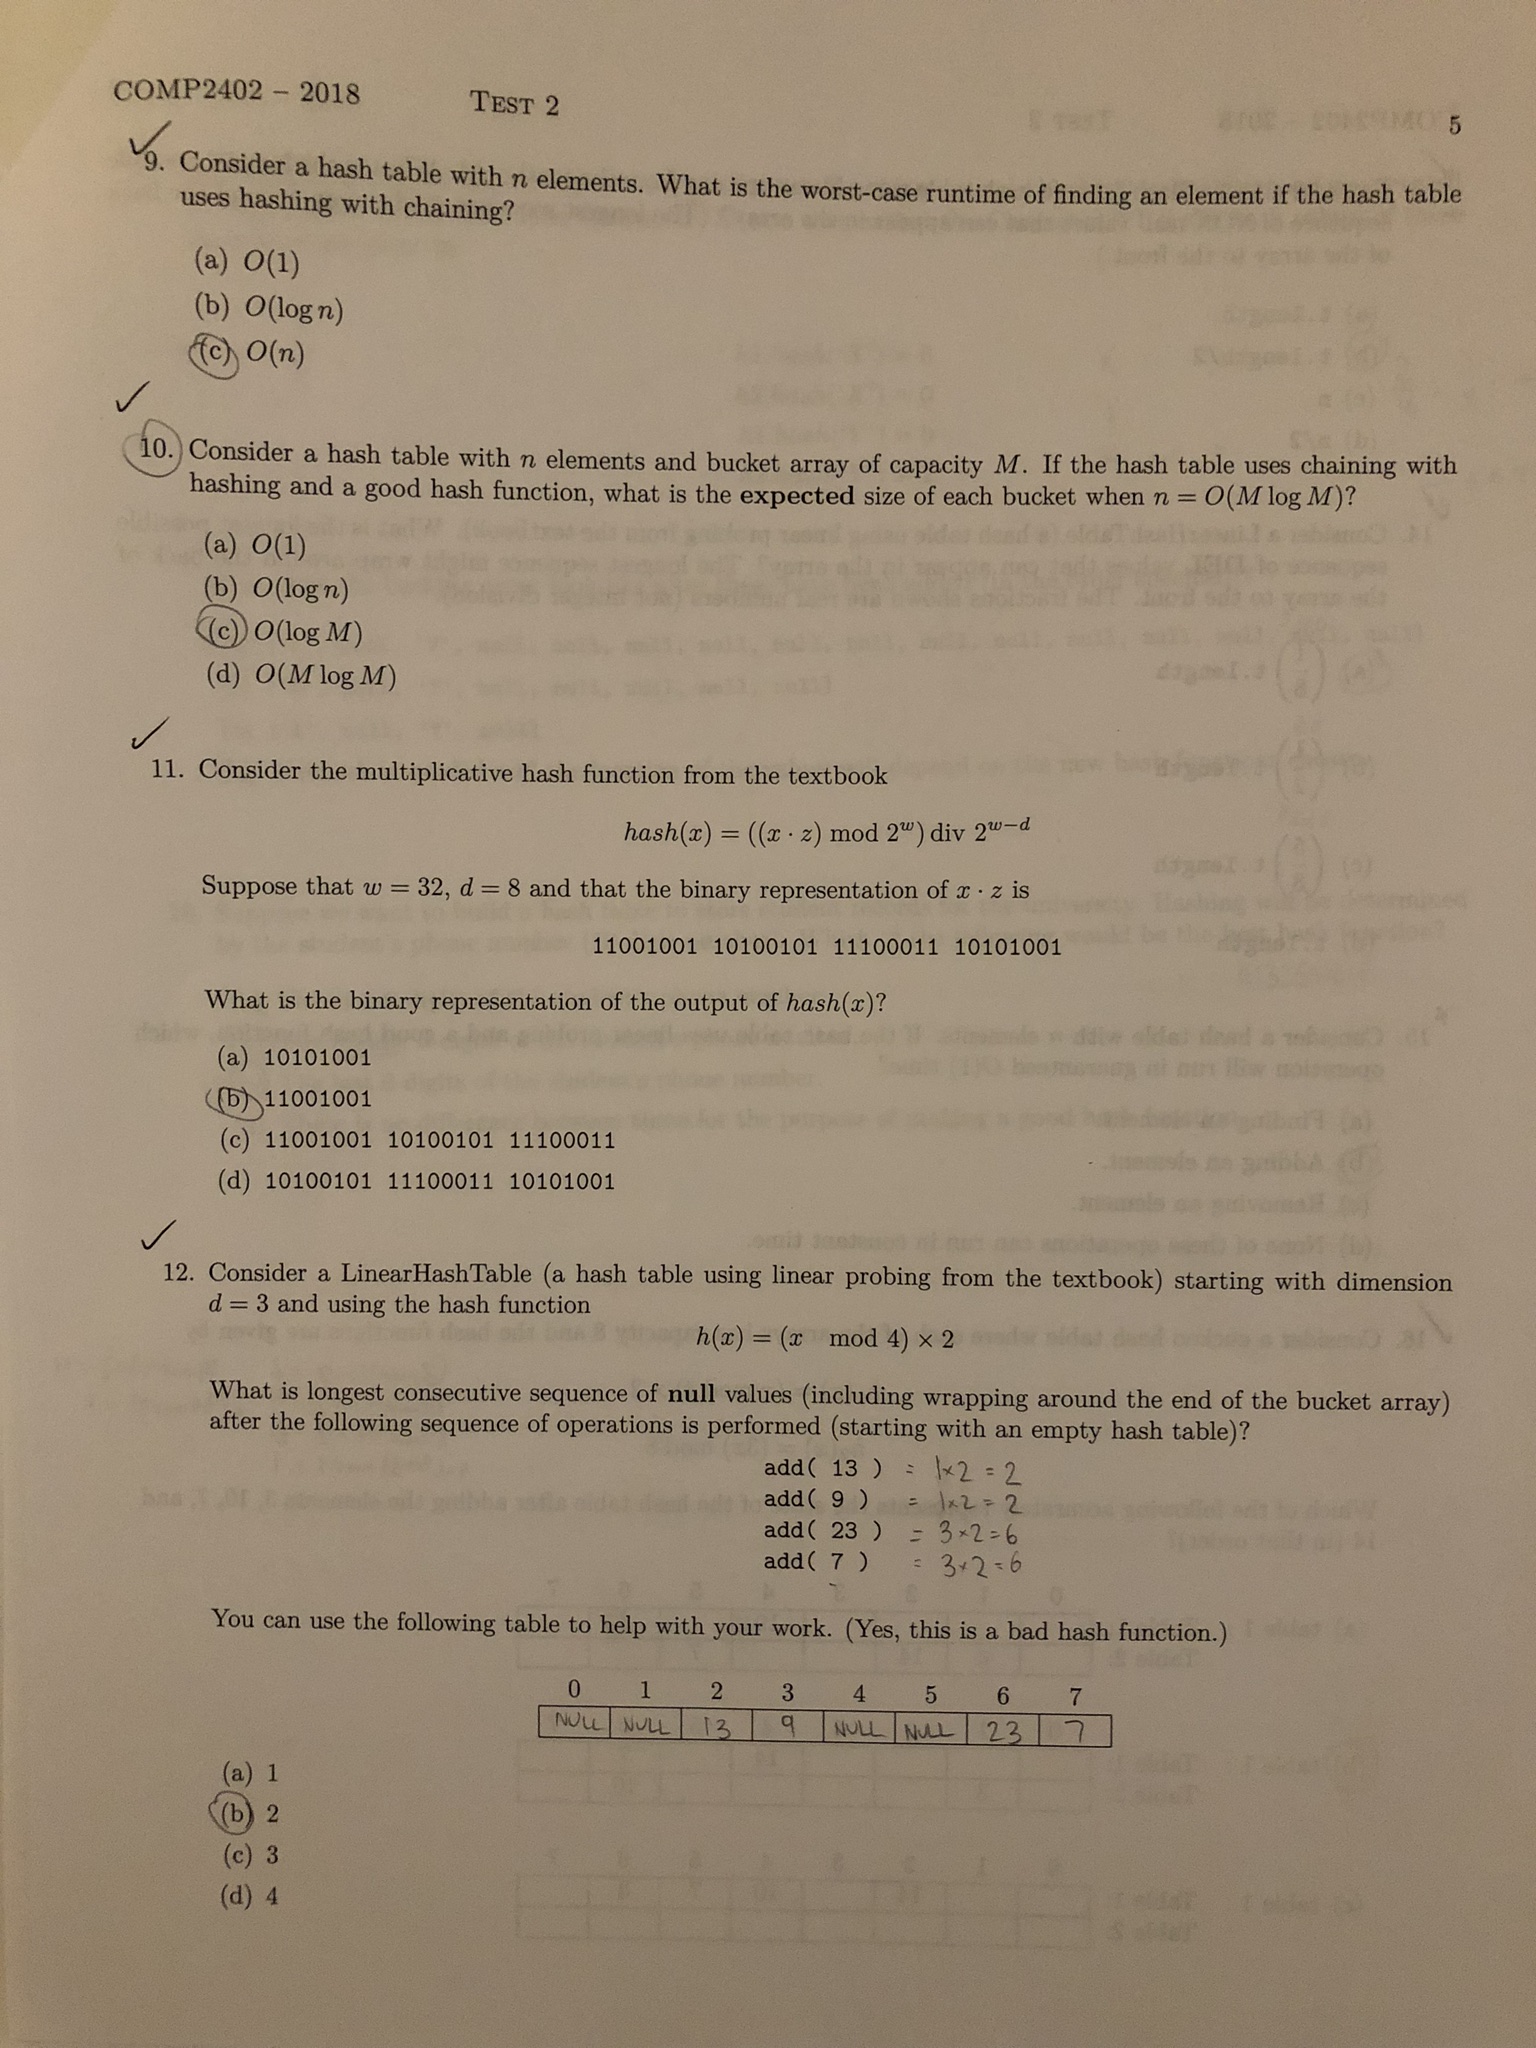 COMP2402 – 2018 TEST 2
5
9. Consider a hash table with n elements. What is the worst-case runtime of finding an element if the hash table
uses hashing with chaining?
(a) O(1)
(b) O(log n)
(c) O(n)
10. Consider a hash table with n elements and bucket array of capacity M. If the hash table uses chaining with
hashing and a good hash function, what is the expected size of each bucket when n = O(M log M)?
(a) O(1)
(b) O(log n)
(c) O(log M)
(d) O(M log M)
11. Consider the multiplicative hash function from the textbook
hash(x) = ((x · z) mod 2^w) div 2^{w−d}
Suppose that w = 32, d = 8 and that the binary representation of x · z is
11001001 10100101 11100011 10101001
What is the binary representation of the output of hash(x)?
(a) 10101001
(b) 11001001
(c) 11001001 10100101 11100011
(d) 10100101 11100011 10101001
12. Consider a LinearHashTable (a hash table using linear probing from the textbook) starting with dimension
d = 3 and using the hash function
h(x) = (x mod 4) × 2
What is longest consecutive sequence of null values (including wrapping around the end of the bucket array)
after the following sequence of operations is performed (starting with an empty hash table)?
add( 13 ) = 1×2 = 2
add( 9 ) = 1×2 = 2
add( 23 ) = 3×2=6
add( 7 ) = 3×2=6
You can use the following table to help with your work. (Yes, this is a bad hash function.)
0 1 2 3 4 5 6 7
NULL NULL 13 9 NULL NULL 23 7
(a) 1
(b) 2
(c) 3
(d) 4